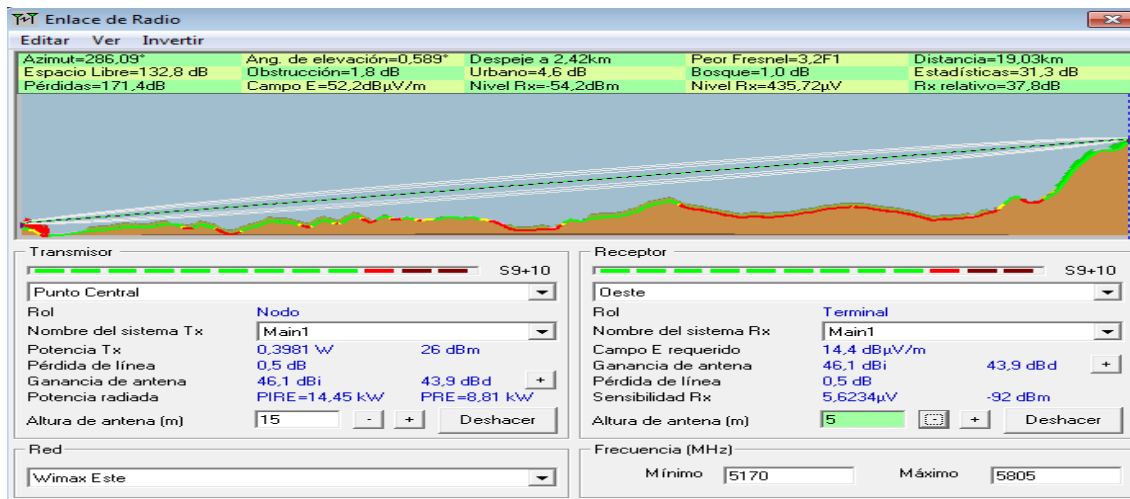 Enlace de Radio
Editar Ver Invertir
Azimut=286,09° Ang. de elevación=0,589° Despeje a 2,42km Peor Fresnel=3,2F1 Distancia=19,03km
Espacio Libre=132,8 dB Obstrucción=1,8 dB Urbano=4,6 dB Bosque=1,0 dB Estadísticas=31,3 dB
Pérdidas=171,4dB Campo E=52,2dBµV/m Nivel Rx=-54,2dBm Nivel Rx=435,72µV Rx relativo=37,8dB
Transmisor
S9+10
Punto Central
Rol Nodo
Nombre del sistema Tx Main1
Potencia Tx 0,3981 W 26 dBm
Pérdida de línea 0,5 dB
Ganancia de antena 46,1 dBi 43,9 dBd +
Potencia radiada PIRE=14,45 kW PRE=8,81 kW
Altura de antena (m) 15 - + Deshacer
Red
Wimax Este
Receptor
S9+10
Oeste
Rol Terminal
Nombre del sistema Rx Main1
Campo E requerido 14,4 dBµV/m
Ganancia de antena 46,1 dBi 43,9 dBd +
Pérdida de línea 0,5 dB
Sensibilidad Rx 5,6234µV -92 dBm
Altura de antena (m) 5 - + Deshacer
Frecuencia (MHz)
Mínimo 5170 Máximo 5805